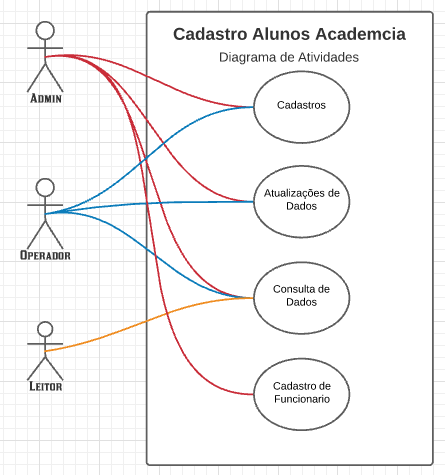 Cadastro Alunos Academcia
Diagrama de Atividades
Cadastros
Admin
Atualizações de
Dados
Operador
Consulta de
Dados
Leitor
Cadastro de
Funcionario